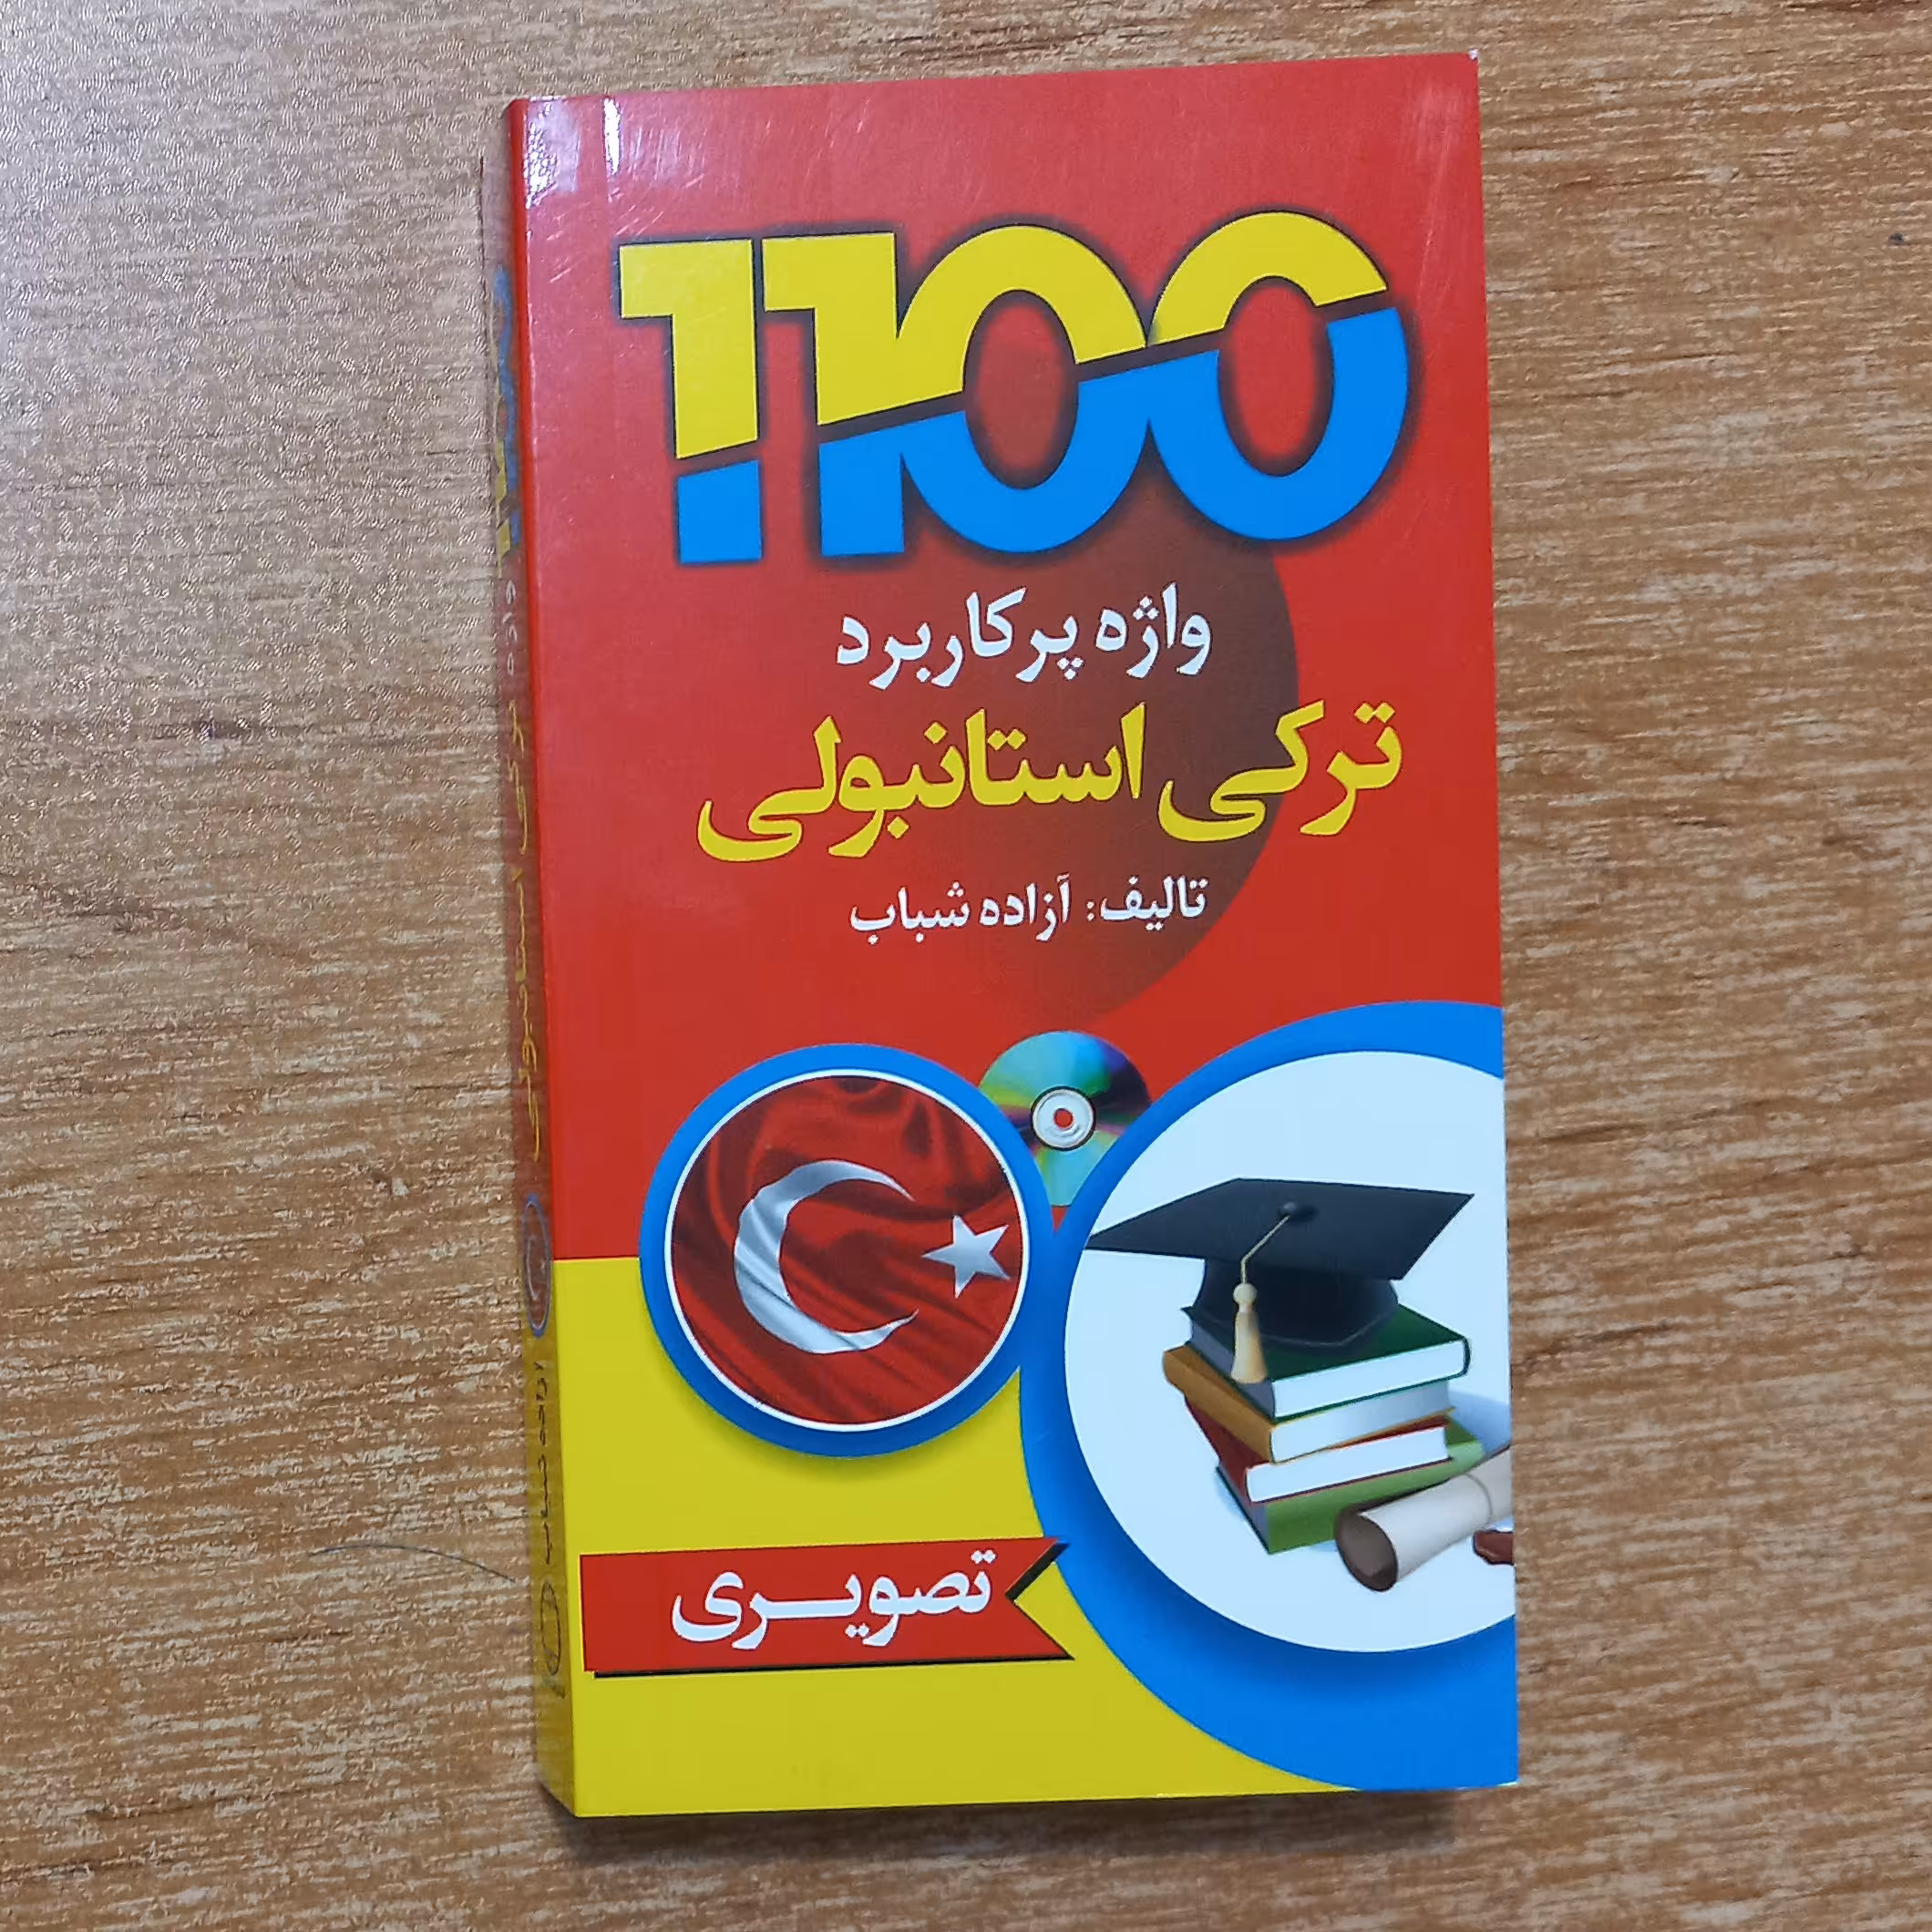 1100
واژه پرکاربرد
ترکی استانبولی
تالیف: آزاده شباب
تصویری